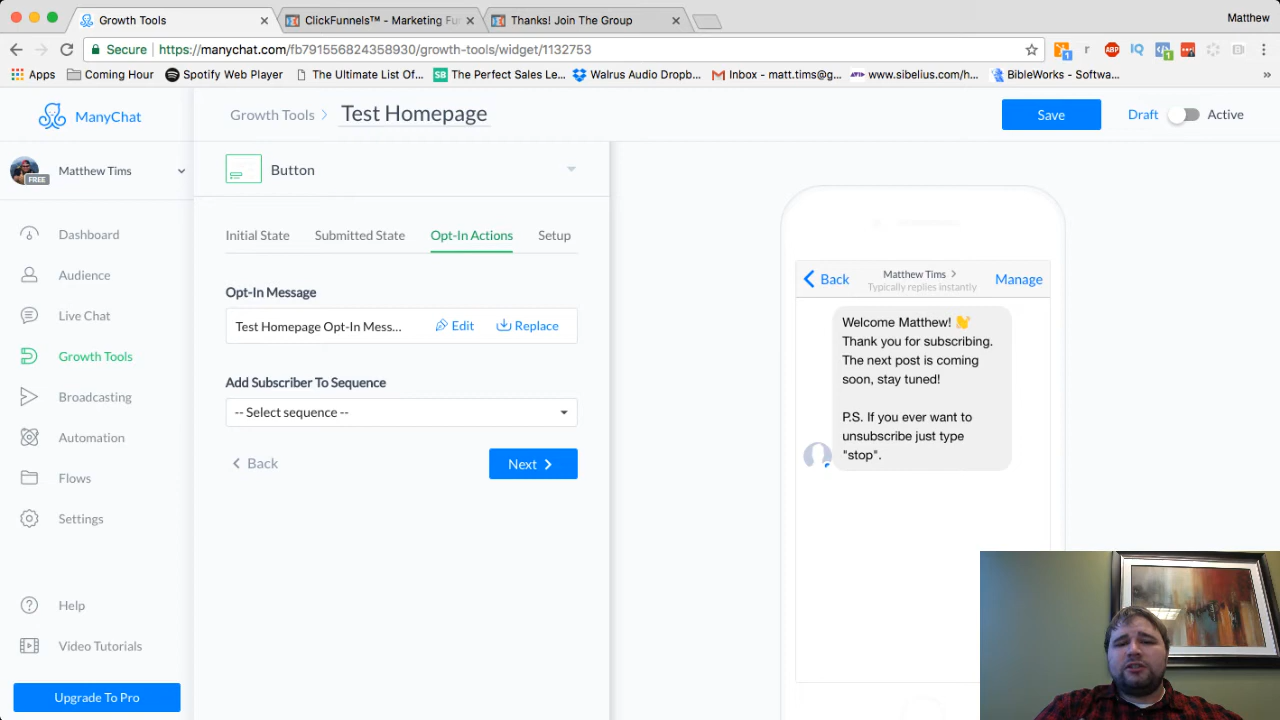 Growth Tools
ClickFunnels™ - Marketing Fu
Thanks! Join The Group
Matthew
Secure
https://manychat.com/fb791556824358930/growth-tools/widget/1132753
r
ABP
IQ
1
1
Apps
Coming Hour
Spotify Web Player
The Ultimate List Of...
SB
The Perfect Sales Le...
Walrus Audio Dropb...
Inbox - matt.tims@g...
www.sibelius.com/h...
BibleWorks - Softwa...
»
ManyChat
Growth Tools
Test Homepage
Save
Draft
Active
FREE
Matthew Tims
Button
Dashboard
Audience
Live Chat
Growth Tools
Broadcasting
Automation
Flows
Settings
Help
Video Tutorials
Upgrade To Pro
Initial State
Submitted State
Opt-In Actions
Setup
Opt-In Message
Test Homepage Opt-In Mess...
Edit
Replace
Add Subscriber To Sequence
-- Select sequence --
Back
Next
Back
Matthew Tims
Typically replies instantly
Manage
Welcome Matthew! 👋
Thank you for subscribing.
The next post is coming
soon, stay tuned!
P.S. If you ever want to
unsubscribe just type
"stop".